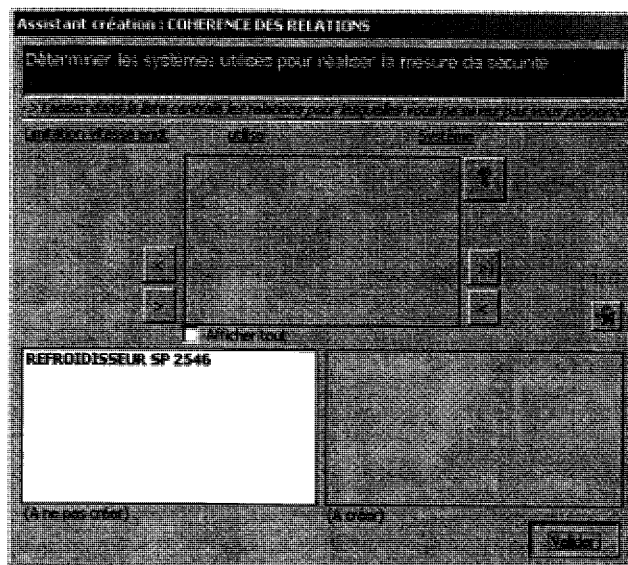 Assistant création : COHERENCE DES RELATIONS
Déterminer les systèmes utilisés pour réaliser la mesure de sécurité
utilise
Système
<
>
>
<
Afficher tout
REFROIDISSEUR SP 2546
(A ne pas créer)
(A créer)
Valider